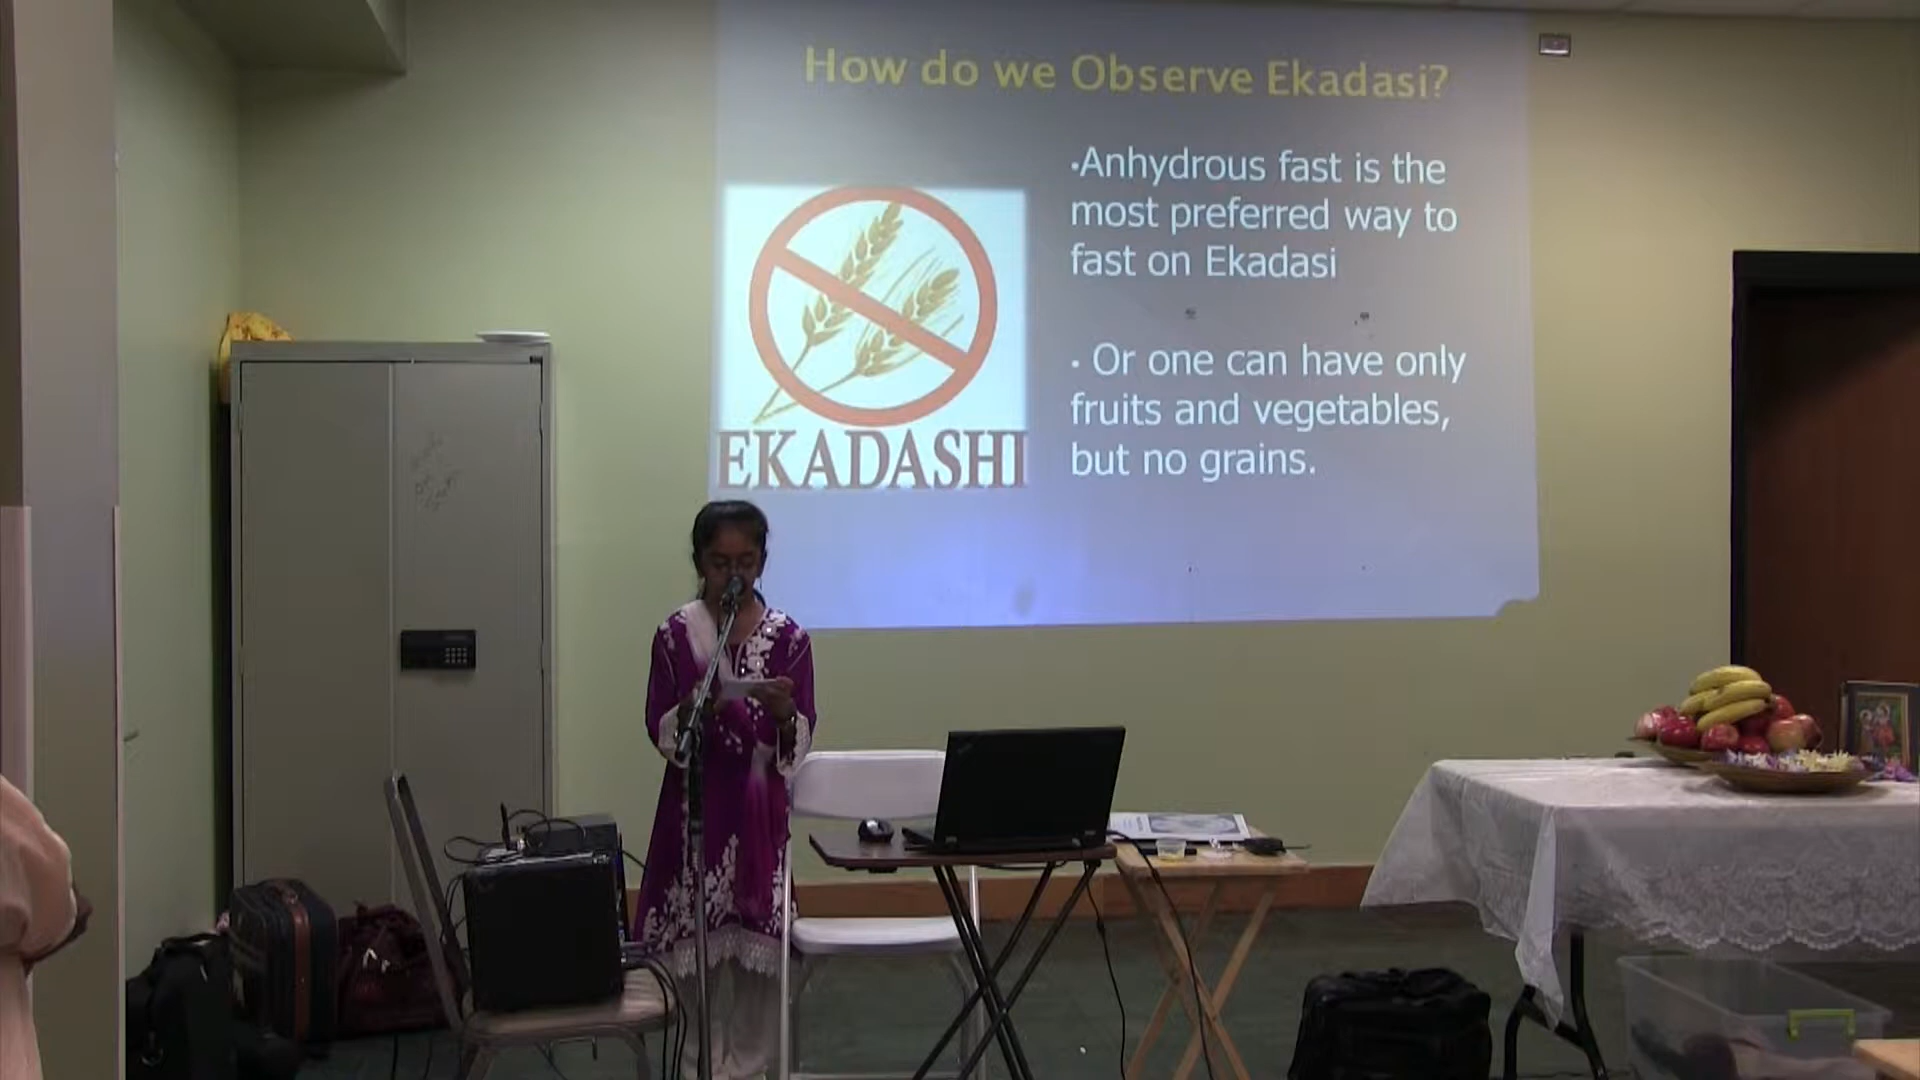 How do we Observe Ekadasi?
•Anhydrous fast is the
most preferred way to
fast on Ekadasi
• Or one can have only
fruits and vegetables,
but no grains.
EKADASHI